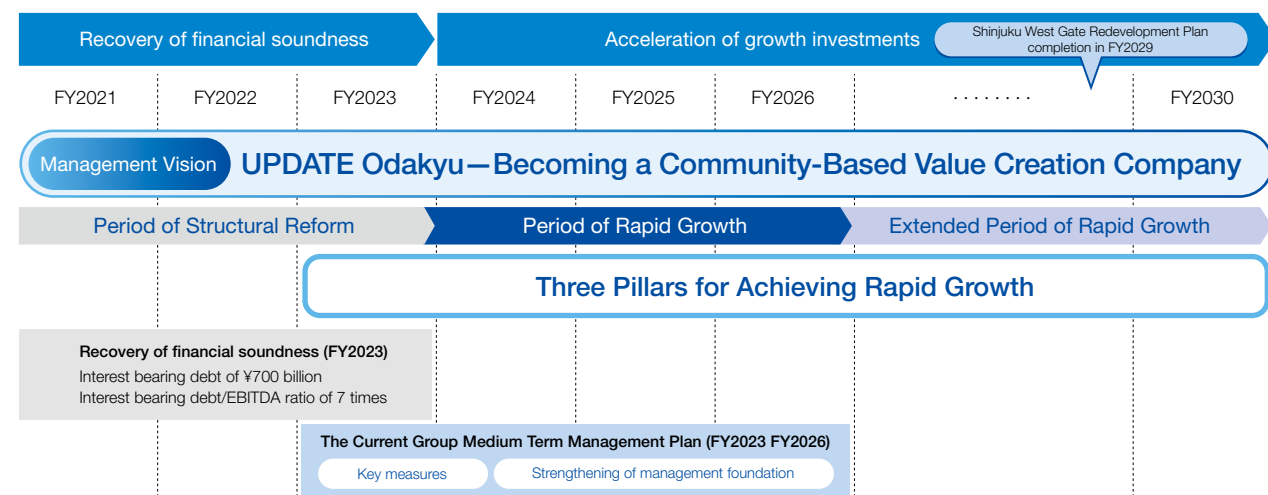 Recovery of financial soundness
Acceleration of growth investments
Shinjuku West Gate Redevelopment Plan
completion in FY2029
FY2021
FY2022
FY2023
FY2024
FY2025
FY2026
. . . . . . . .
FY2030
Management Vision
UPDATE Odakyu—Becoming a Community-Based Value Creation Company
Period of Structural Reform
Period of Rapid Growth
Extended Period of Rapid Growth
Three Pillars for Achieving Rapid Growth
Recovery of financial soundness (FY2023)
Interest bearing debt of ¥700 billion
Interest bearing debt/EBITDA ratio of 7 times
The Current Group Medium Term Management Plan (FY2023 FY2026)
Key measures
Strengthening of management foundation